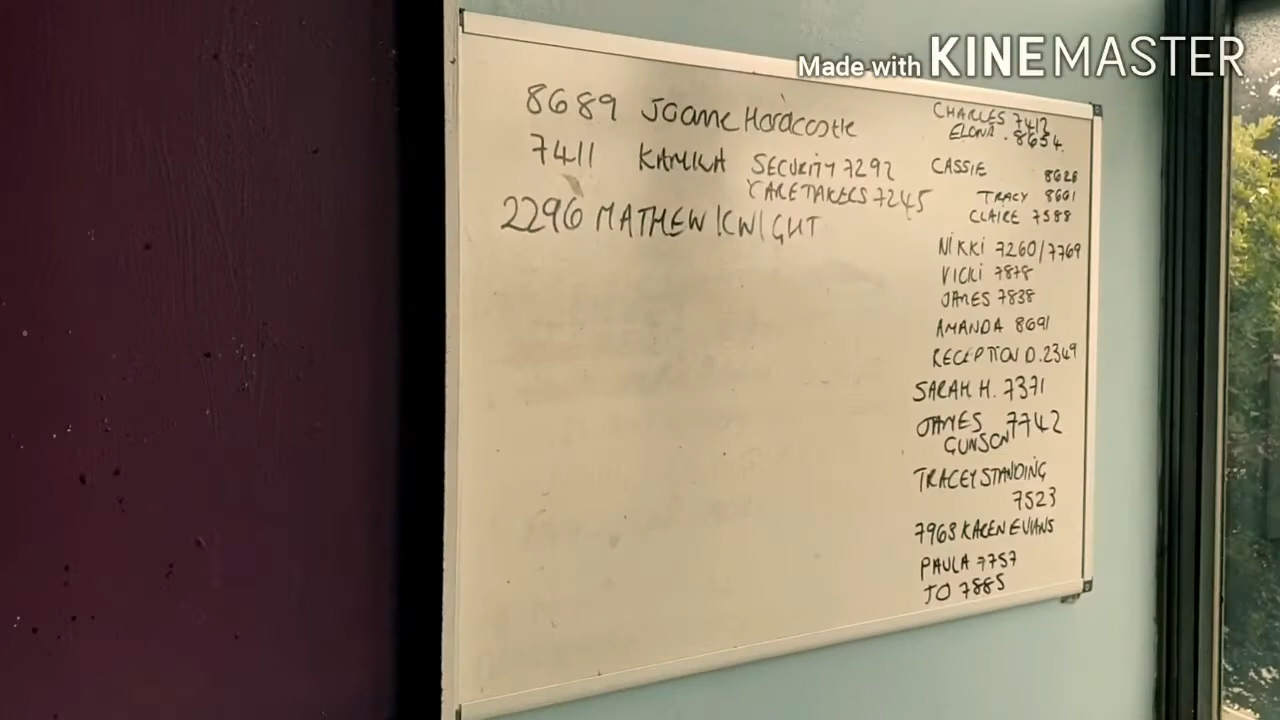 Made with KINEMASTER
8689 Joanne Hardcastle
7411 KAMILA SECURITY 7292
CARETAKERS 7245
2296 MATHEW KNIGHT
CHARLES 7413
ELONA . 8654
CASSIE 8626
TRACY 8661
CLAIRE 7588
NIKKI 7260/7769
VICKI 7878
JAMES 7838
AMANDA 8691
RECEPTION D.2349
SARAH H. 7371
JAMES 7742
GUNSON
TRACEY STANDING
7523
7968 KAREN EVANS
PAULA 7757
JO 7885